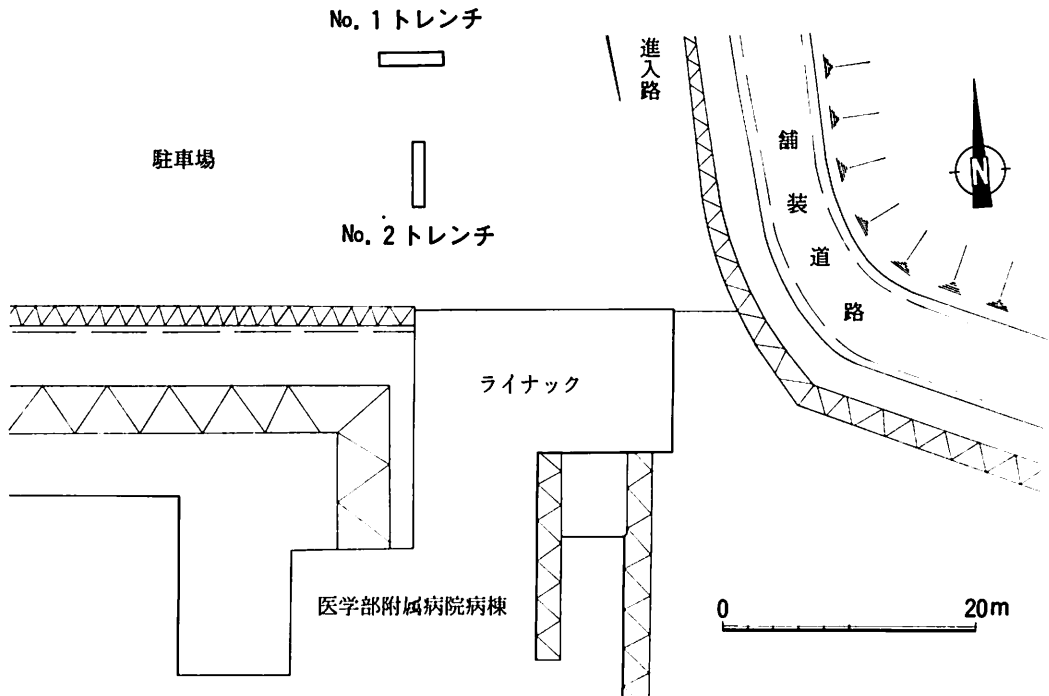 No. 1 トレンチ
進入路
舗装道路
駐車場
N
No. 2 トレンチ
ライナック
医学部附属病院病棟
0 20m